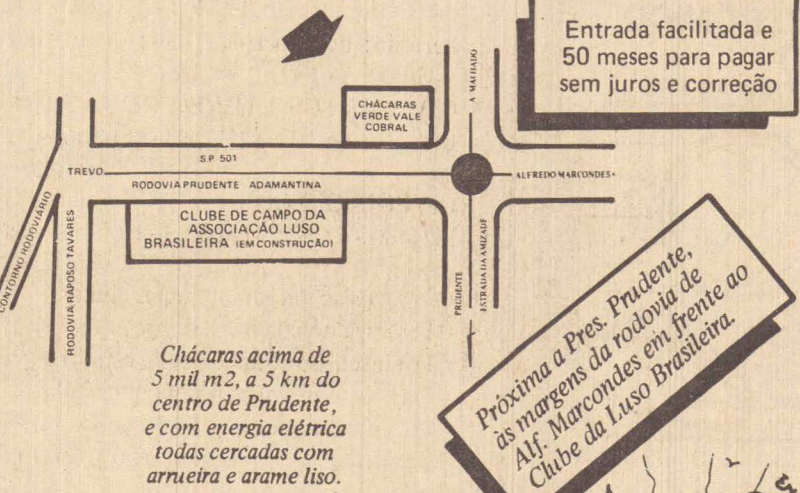 Entrada facilitada e
50 meses para pagar
sem juros e correção
A. MACHADO
CHÁCARAS
VERDE VALE
COBRAL
S.P. 501
TREVO
ALFREDO MARCONDES
RODOVIA PRUDENTE ADAMANTINA
CLUBE DE CAMPO DA
ASSOCIAÇÃO LUSO
BRASILEIRA (EM CONSTRUÇÃO)
CONTORNO RODOVIÁRIO
RODOVIA RAPOSO TAVARES
PRUDENTE
ESTRADA DA AMIZADE
Próxima a Pres. Prudente,
às margens da rodovia de
Alf. Marcondes em frente ao
Clube da Luso Brasileira.
Chácaras acima de
5 mil m2, a 5 km do
centro de Prudente,
e com energia elétrica
todas cercadas com
arrueira e arame liso.